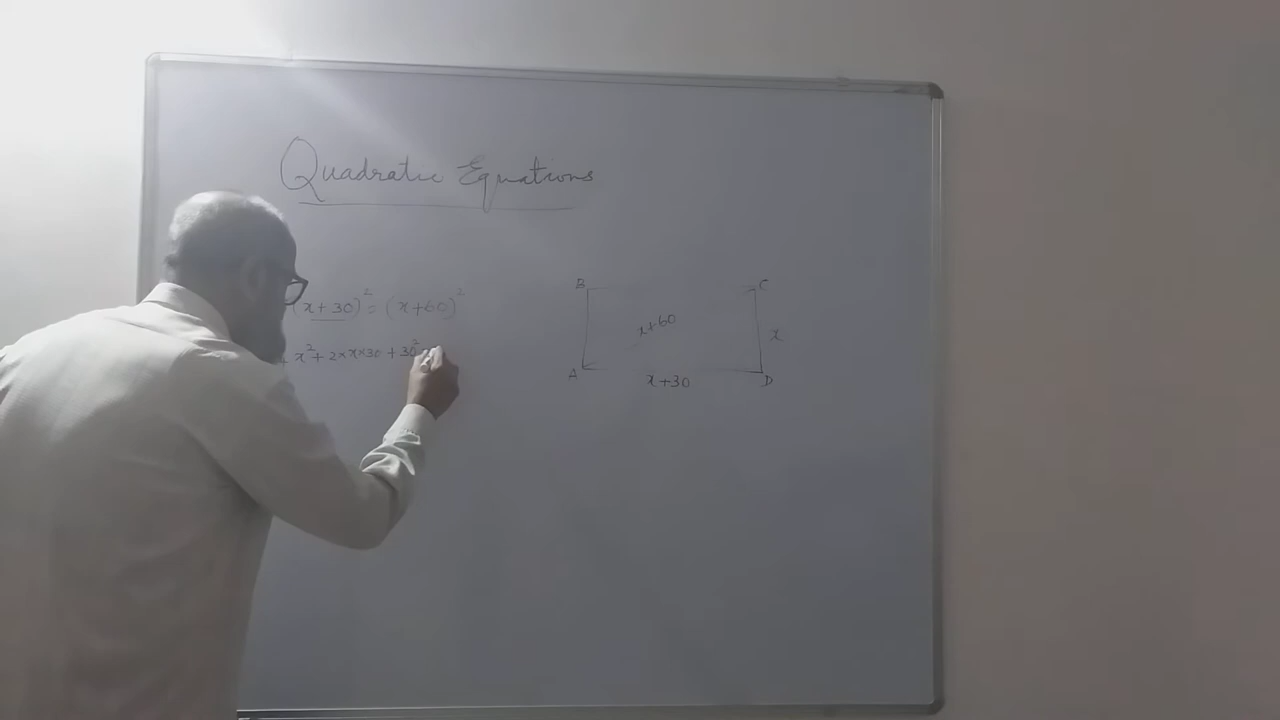 Quadratic Equations
(x+30)² = (x+60)²
+ x² + 2×x×30 + 30²
B C
x+60 x
A D
x+30